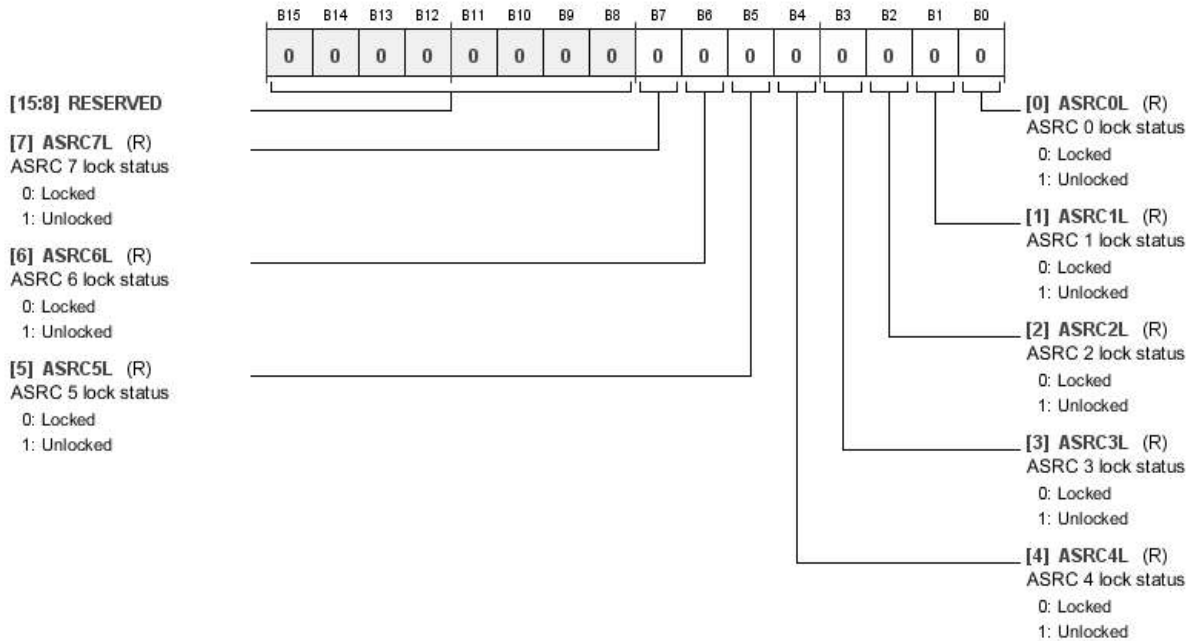 B15 B14 B13 B12 B11 B10 B9 B8 B7 B6 B5 B4 B3 B2 B1 B0
0 0 0 0 0 0 0 0 0 0 0 0 0 0 0 0
[15:8] RESERVED
[7] ASRC7L (R)
ASRC 7 lock status
0: Locked
1: Unlocked
[6] ASRC6L (R)
ASRC 6 lock status
0: Locked
1: Unlocked
[5] ASRC5L (R)
ASRC 5 lock status
0: Locked
1: Unlocked
[0] ASRC0L (R)
ASRC 0 lock status
0: Locked
1: Unlocked
[1] ASRC1L (R)
ASRC 1 lock status
0: Locked
1: Unlocked
[2] ASRC2L (R)
ASRC 2 lock status
0: Locked
1: Unlocked
[3] ASRC3L (R)
ASRC 3 lock status
0: Locked
1: Unlocked
[4] ASRC4L (R)
ASRC 4 lock status
0: Locked
1: Unlocked